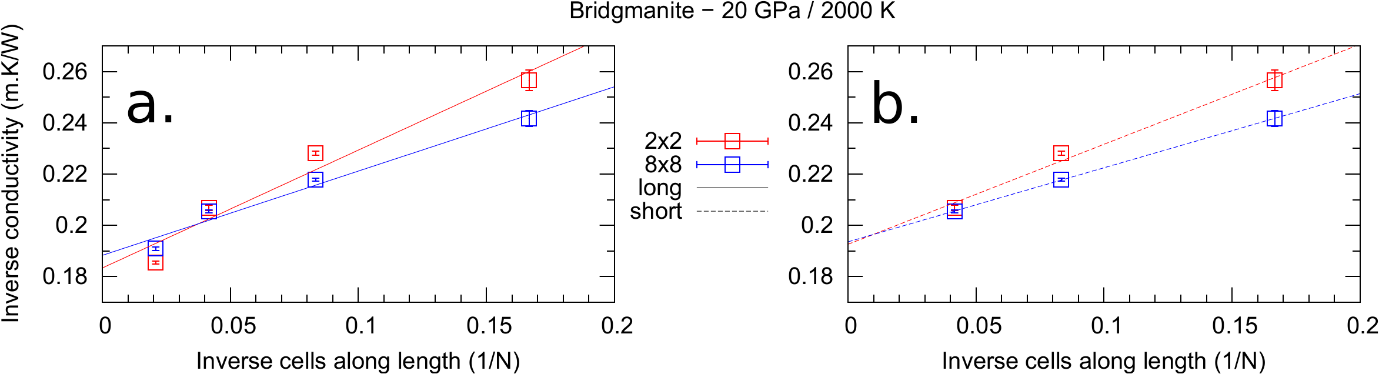 Bridgmanite − 20 GPa / 2000 K
Inverse conductivity (m.K/W)
0.26
0.24
0.22
0.2
0.18
a.
0
0.05
0.1
0.15
0.2
Inverse cells along length (1/N)
2x2
8x8
long
short
0.26
0.24
0.22
0.2
0.18
b.
0
0.05
0.1
0.15
0.2
Inverse cells along length (1/N)